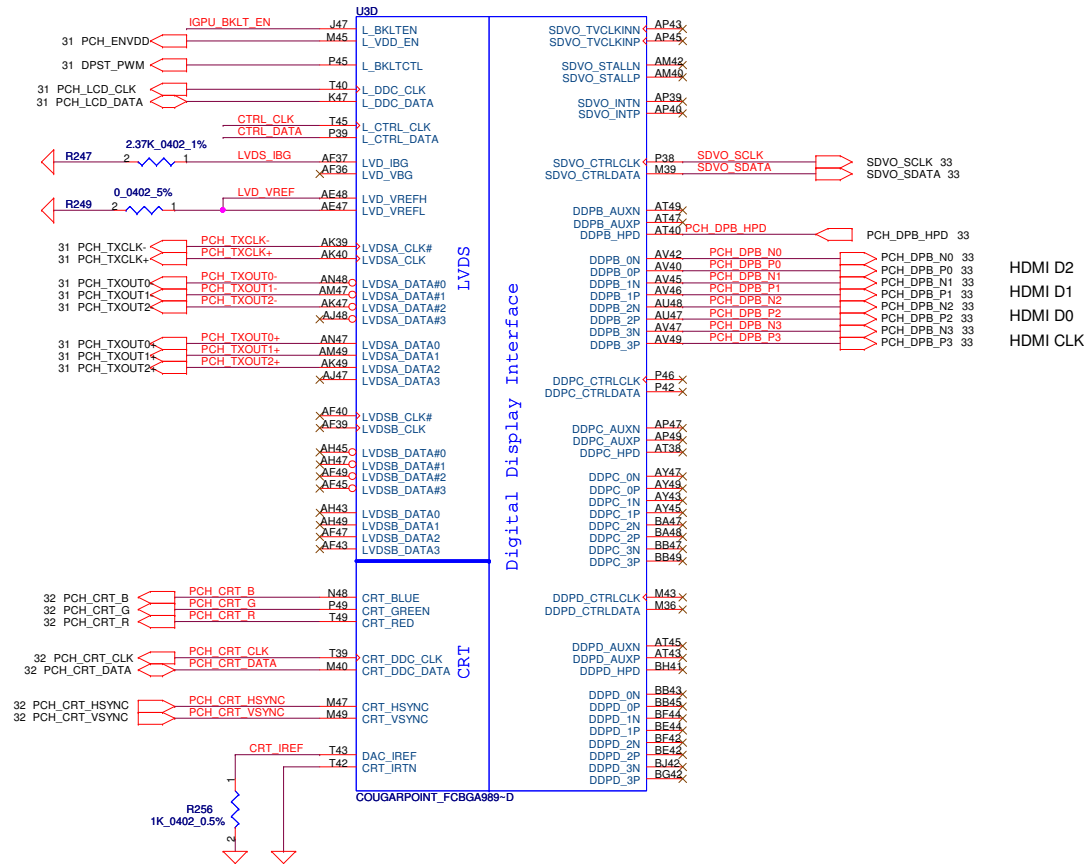 U3D
IGPU_BKLT_EN J47 L_BKLTEN
31 PCH_ENVDD M45 L_VDD_EN
31 DPST_PWM P45 L_BKLTCTL
31 PCH_LCD_CLK T40 L_DDC_CLK
31 PCH_LCD_DATA K47 L_DDC_DATA
CTRL_CLK T45 L_CTRL_CLK
CTRL_DATA P39 L_CTRL_DATA
2.37K_0402_1%
R247 2 1 LVDS_IBG AF37 LVD_IBG
AF36 LVD_VBG
0_0402_5%
LVD_VREF AE48 LVD_VREFH
R249 2 1 AE47 LVD_VREFL
31 PCH_TXCLK- PCH_TXCLK- AK39 LVDSA_CLK#
31 PCH_TXCLK+ PCH_TXCLK+ AK40 LVDSA_CLK
31 PCH_TXOUT0- PCH_TXOUT0- AN48 LVDSA_DATA#0
31 PCH_TXOUT1- PCH_TXOUT1- AM47 LVDSA_DATA#1
31 PCH_TXOUT2- PCH_TXOUT2- AK47 LVDSA_DATA#2
AJ48 LVDSA_DATA#3
31 PCH_TXOUT0+ PCH_TXOUT0+ AN47 LVDSA_DATA0
31 PCH_TXOUT1+ PCH_TXOUT1+ AM49 LVDSA_DATA1
31 PCH_TXOUT2+ PCH_TXOUT2+ AK49 LVDSA_DATA2
AJ47 LVDSA_DATA3
AF40 LVDSB_CLK#
AF39 LVDSB_CLK
AH45 LVDSB_DATA#0
AH47 LVDSB_DATA#1
AF49 LVDSB_DATA#2
AF45 LVDSB_DATA#3
AH43 LVDSB_DATA0
AH49 LVDSB_DATA1
AF47 LVDSB_DATA2
AF43 LVDSB_DATA3
LVDS
32 PCH_CRT_B PCH_CRT_B N48 CRT_BLUE
32 PCH_CRT_G PCH_CRT_G P49 CRT_GREEN
32 PCH_CRT_R PCH_CRT_R T49 CRT_RED
32 PCH_CRT_CLK PCH_CRT_CLK T39 CRT_DDC_CLK
32 PCH_CRT_DATA PCH_CRT_DATA M40 CRT_DDC_DATA
32 PCH_CRT_HSYNC PCH_CRT_HSYNC M47 CRT_HSYNC
32 PCH_CRT_VSYNC PCH_CRT_VSYNC M49 CRT_VSYNC
CRT_IREF T43 DAC_IREF
T42 CRT_IRTN
CRT
1
R256
1K_0402_0.5%
2
COUGARPOINT_FCBGA989~D
Digital Display Interface
SDVO_TVCLKINN AP43
SDVO_TVCLKINP AP45
SDVO_STALLN AM42
SDVO_STALLP AM40
SDVO_INTN AP39
SDVO_INTP AP40
SDVO_CTRLCLK P38 SDVO_SCLK SDVO_SCLK 33
SDVO_CTRLDATA M39 SDVO_SDATA SDVO_SDATA 33
DDPB_AUXN AT49
DDPB_AUXP AT47
DDPB_HPD AT40 PCH_DPB_HPD PCH_DPB_HPD 33
DDPB_0N AV42 PCH_DPB_N0 PCH_DPB_N0 33
DDPB_0P AV40 PCH_DPB_P0 PCH_DPB_P0 33 HDMI D2
DDPB_1N AV45 PCH_DPB_N1 PCH_DPB_N1 33
DDPB_1P AV46 PCH_DPB_P1 PCH_DPB_P1 33 HDMI D1
DDPB_2N AU48 PCH_DPB_N2 PCH_DPB_N2 33
DDPB_2P AU47 PCH_DPB_P2 PCH_DPB_P2 33 HDMI D0
DDPB_3N AV47 PCH_DPB_N3 PCH_DPB_N3 33
DDPB_3P AV49 PCH_DPB_P3 PCH_DPB_P3 33 HDMI CLK
DDPC_CTRLCLK P46
DDPC_CTRLDATA P42
DDPC_AUXN AP47
DDPC_AUXP AP49
DDPC_HPD AT38
DDPC_0N AY47
DDPC_0P AY49
DDPC_1N AY43
DDPC_1P AY45
DDPC_2N BA47
DDPC_2P BA48
DDPC_3N BB47
DDPC_3P BB49
DDPD_CTRLCLK M43
DDPD_CTRLDATA M36
DDPD_AUXN AT45
DDPD_AUXP AT43
DDPD_HPD BH41
DDPD_0N BB43
DDPD_0P BB45
DDPD_1N BF44
DDPD_1P BE44
DDPD_2N BF42
DDPD_2P BE42
DDPD_3N BJ42
DDPD_3P BG42